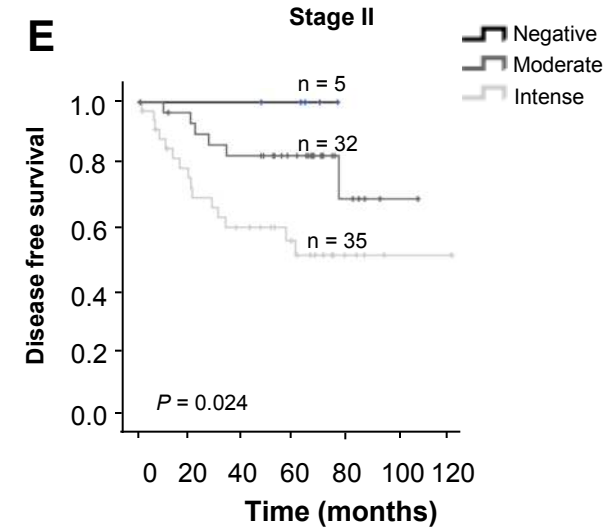 E
Stage II
Negative
Moderate
Intense
n = 5
n = 32
n = 35
Disease free survival
1.0
0.8
0.6
0.4
0.2
0.0
P = 0.024
0 20 40 60 80 100 120
Time (months)